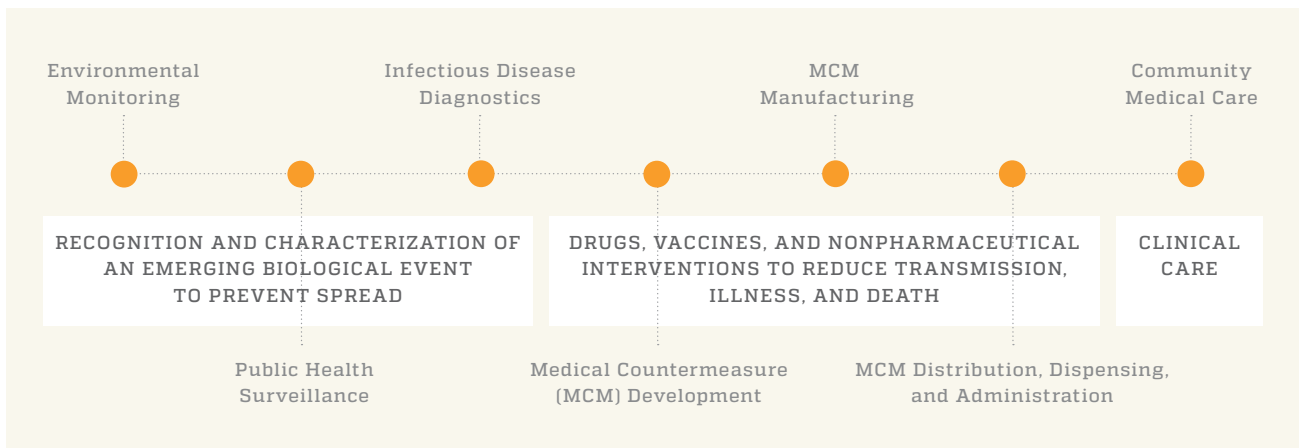 Environmental
Monitoring
Infectious Disease
Diagnostics
MCM
Manufacturing
Community
Medical Care
RECOGNITION AND CHARACTERIZATION OF
AN EMERGING BIOLOGICAL EVENT
TO PREVENT SPREAD
DRUGS, VACCINES, AND NONPHARMACEUTICAL
INTERVENTIONS TO REDUCE TRANSMISSION,
ILLNESS, AND DEATH
CLINICAL
CARE
Public Health
Surveillance
Medical Countermeasure
(MCM) Development
MCM Distribution, Dispensing,
and Administration